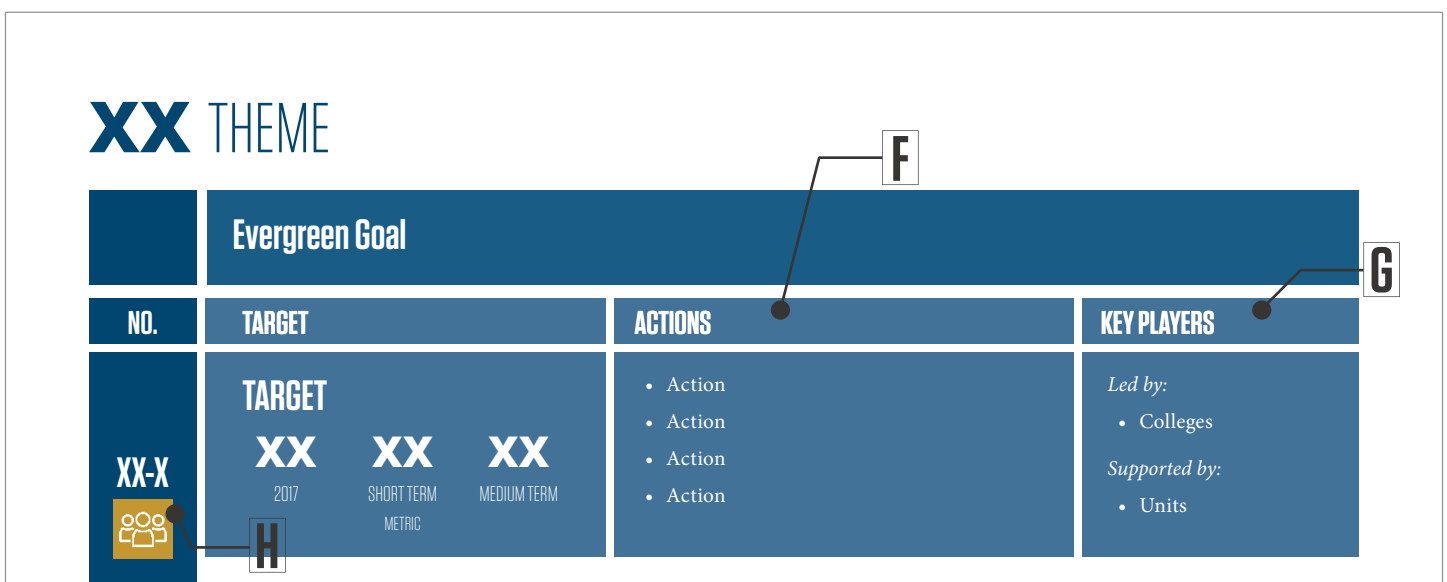 XX THEME
F
Evergreen Goal
G
NO. TARGET ACTIONS KEY PLAYERS
XX-X
TARGET
XX XX XX
2017 SHORT TERM MEDIUM TERM
METRIC
• Action
• Action
• Action
• Action
Led by:
• Colleges
Supported by:
• Units
H